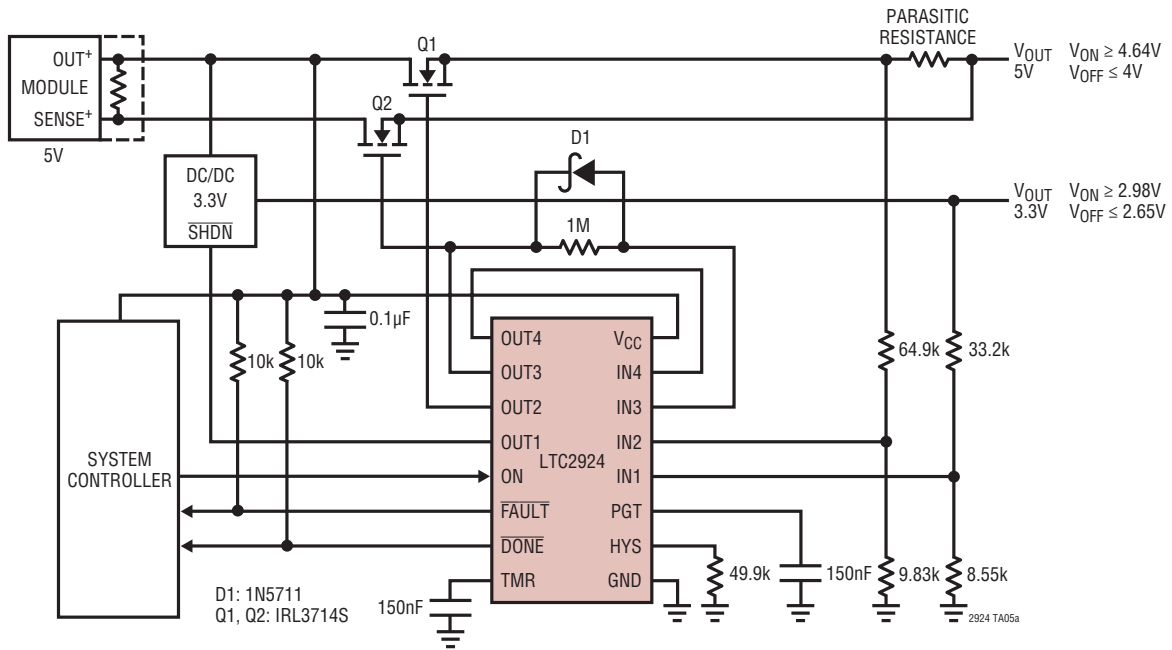 PARASITIC
RESISTANCE
Q1
OUT+
MODULE
SENSE+
5V
Q2
VOUT
5V
VON ≥ 4.64V
VOFF ≤ 4V
D1
DC/DC
3.3V
SHDN
VOUT
3.3V
VON ≥ 2.98V
VOFF ≤ 2.65V
1M
0.1µF
10k
10k
64.9k
33.2k
SYSTEM
CONTROLLER
OUT4
OUT3
OUT2
OUT1
ON
FAULT
DONE
TMR
LTC2924
VCC
IN4
IN3
IN2
IN1
PGT
HYS
GND
49.9k
150nF
9.83k
8.55k
150nF
D1: 1N5711
Q1, Q2: IRL3714S
2924 TA05a